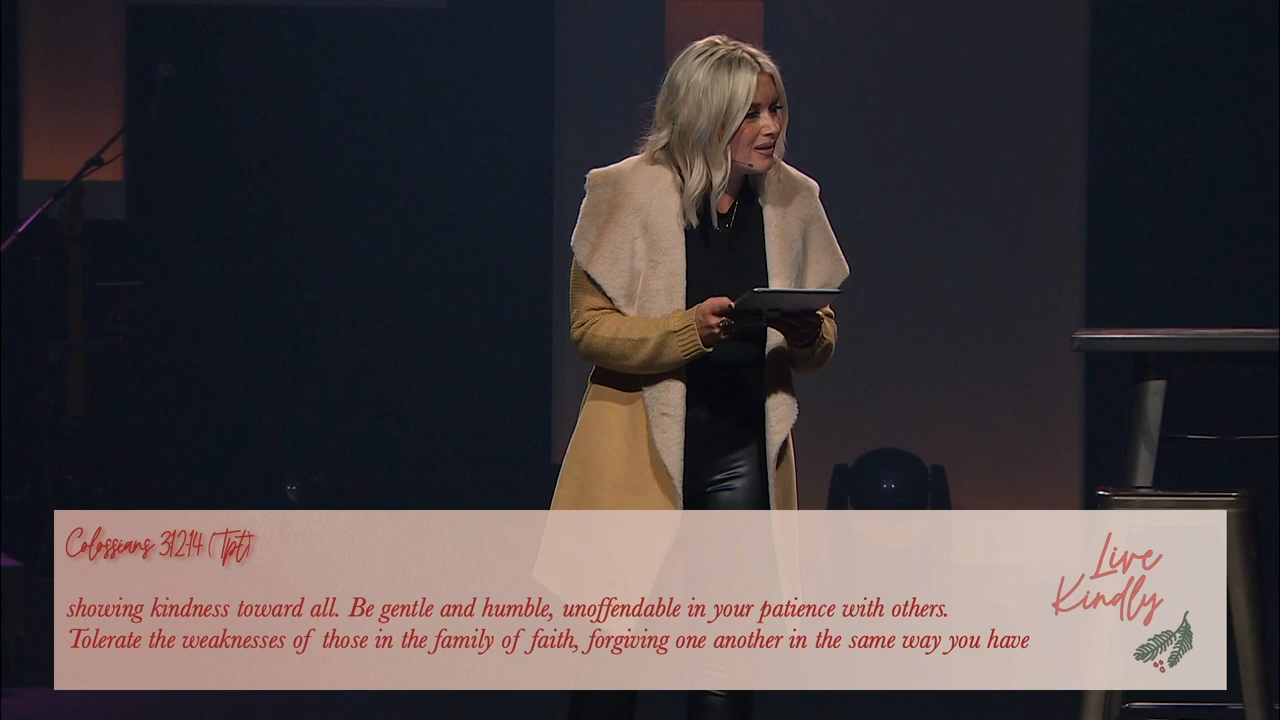 Colossians 3:12-14 (Tpt)
showing kindness toward all. Be gentle and humble, unoffendable in your patience with others.
Tolerate the weaknesses of those in the family of faith, forgiving one another in the same way you have
Live
Kindly